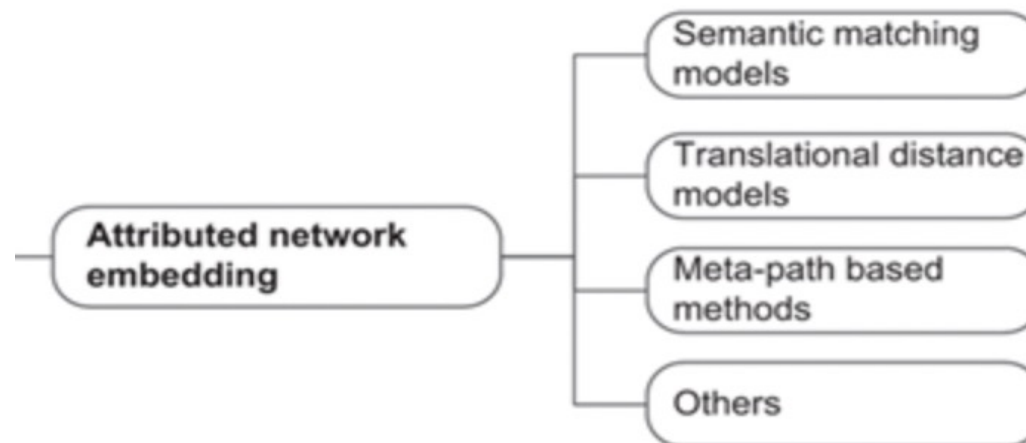 Semantic matching
models
Translational distance
models
Attributed network
embedding
Meta-path based
methods
Others